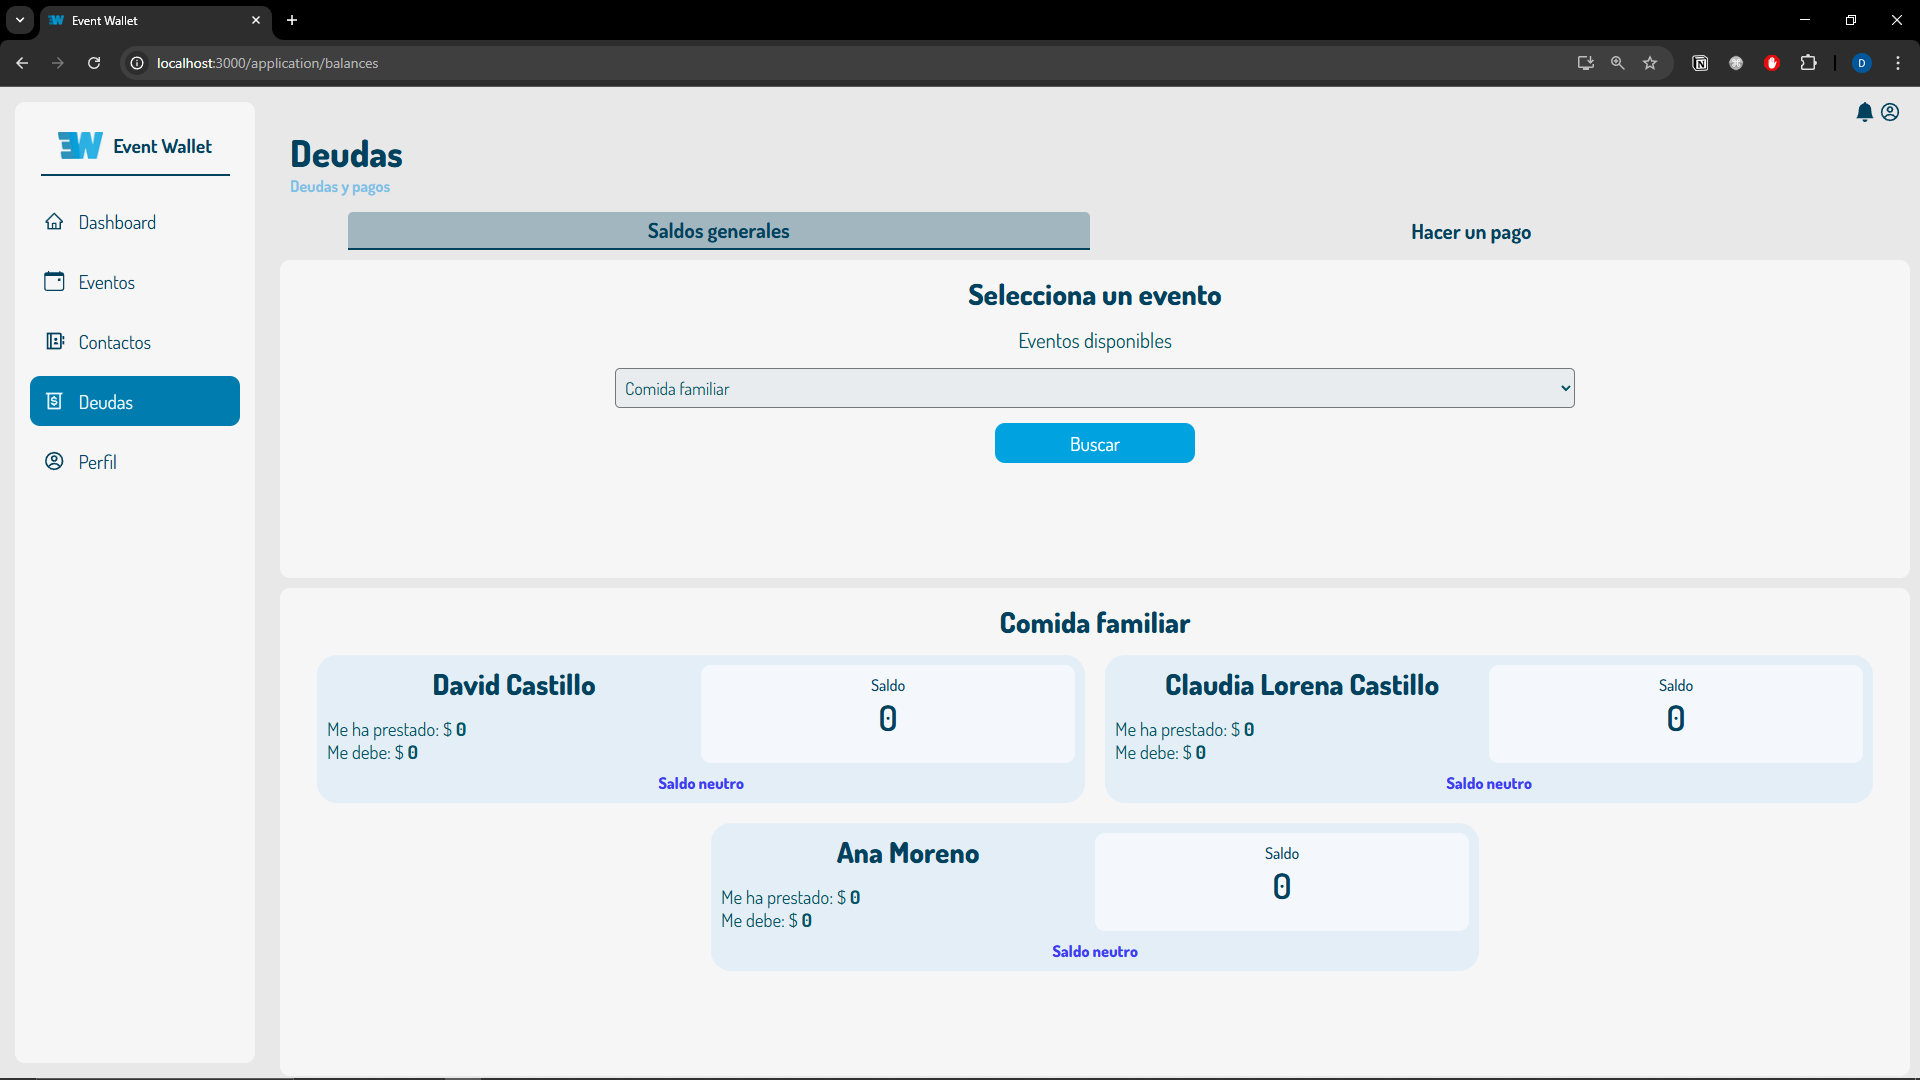 Event Wallet
localhost:3000/application/balances
D
Event Wallet
Dashboard
Eventos
Contactos
Deudas
Perfil
Deudas
Deudas y pagos
Saldos generales
Hacer un pago
Selecciona un evento
Eventos disponibles
Comida familiar
Buscar
Comida familiar
David Castillo
Me ha prestado: $ 0
Me debe: $ 0
Saldo
0
Saldo neutro
Claudia Lorena Castillo
Me ha prestado: $ 0
Me debe: $ 0
Saldo
0
Saldo neutro
Ana Moreno
Me ha prestado: $ 0
Me debe: $ 0
Saldo
0
Saldo neutro